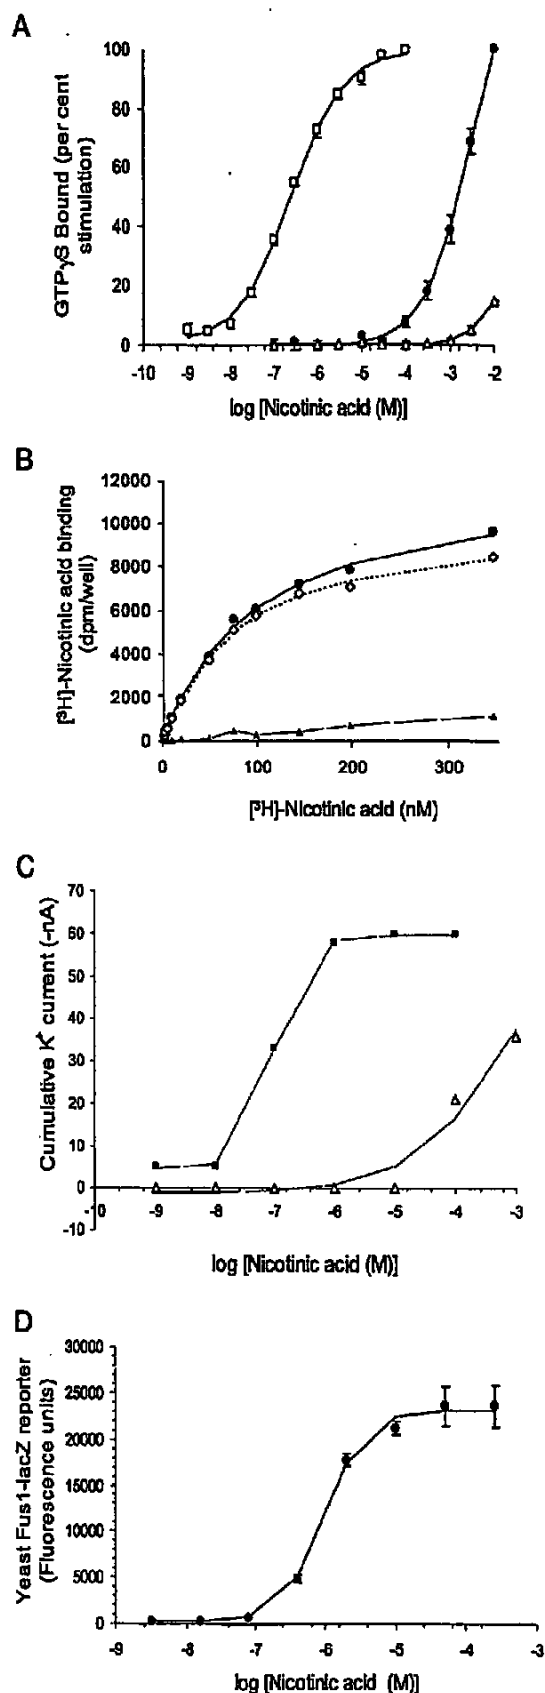 A
GTPγS Bound (per cent
stimulation)
100
80
60
40
20
0
-10 -9 -8 -7 -6 -5 -4 -3 -2
log [Nicotinic acid (M)]
B
[³H]-Nicotinic acid binding
(dpm/well)
12000
10000
8000
6000
4000
2000
0
0 100 200 300
[³H]-Nicotinic acid (nM)
C
Cumulative K⁺ current (-nA)
70
60
50
40
30
20
10
0
-10
-10 -9 -8 -7 -6 -5 -4 -3
log [Nicotinic acid (M)]
D
Yeast Fus1-lacZ reporter
(Fluorescence units)
30000
25000
20000
15000
10000
5000
0
-9 -8 -7 -6 -5 -4 -3
log [Nicotinic acid (M)]